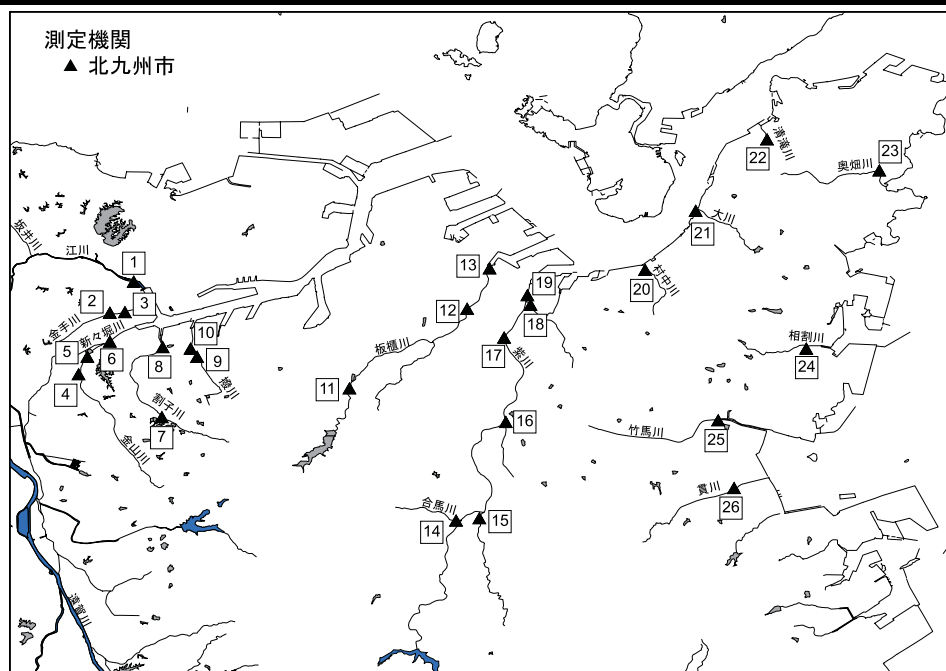 測定機関
▲ 北九州市
清滝川
22
奥畑川
23
坂井川
江川
1
大川
21
13
村中川
20
19
2
3
金手川
新々堀川
10
12
18
相割川
24
5
6
8
9
17
紫川
板櫃川
4
撥川
11
割子川
7
16
竹馬川
25
金山川
貫川
26
合馬川
14
15
遠賀川